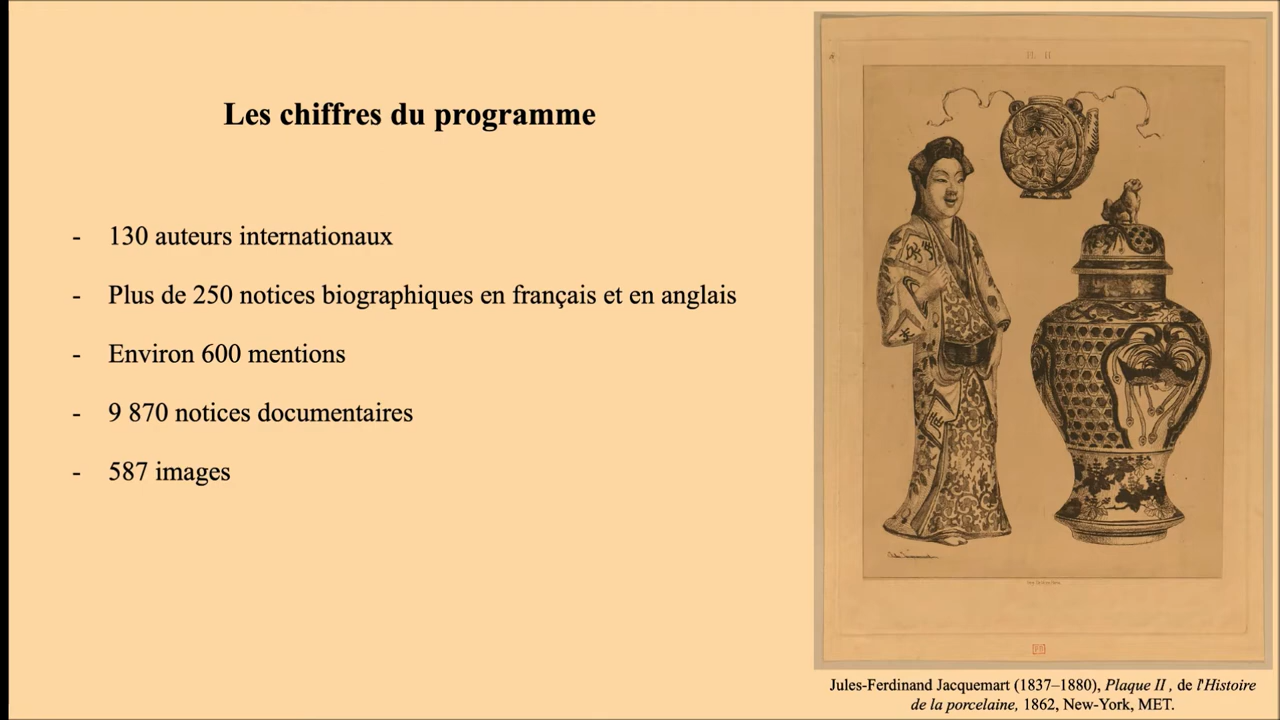 Les chiffres du programme
- 130 auteurs internationaux
- Plus de 250 notices biographiques en français et en anglais
- Environ 600 mentions
- 9 870 notices documentaires
- 587 images
Pl. II
Jules-Ferdinand Jacquemart (1837–1880), Plaque II , de l'Histoire
de la porcelaine, 1862, New-York, MET.